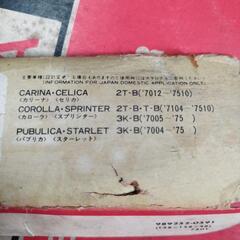 (FOR JAPAN DOMESTIC APPLICATION ONLY)
CARINA・CELICA 2T-B('7012〜'7510)
(カリーナ) (セリカ)
COROLLA・SPRINTER 2T-B・T-B('7104〜'7510)
(カローラ) (スプリンター) 3K-B('7005〜'75 )
PUBULICA・STARLET 3K-B('7004〜'75 )
(パブリカ) (スターレット)